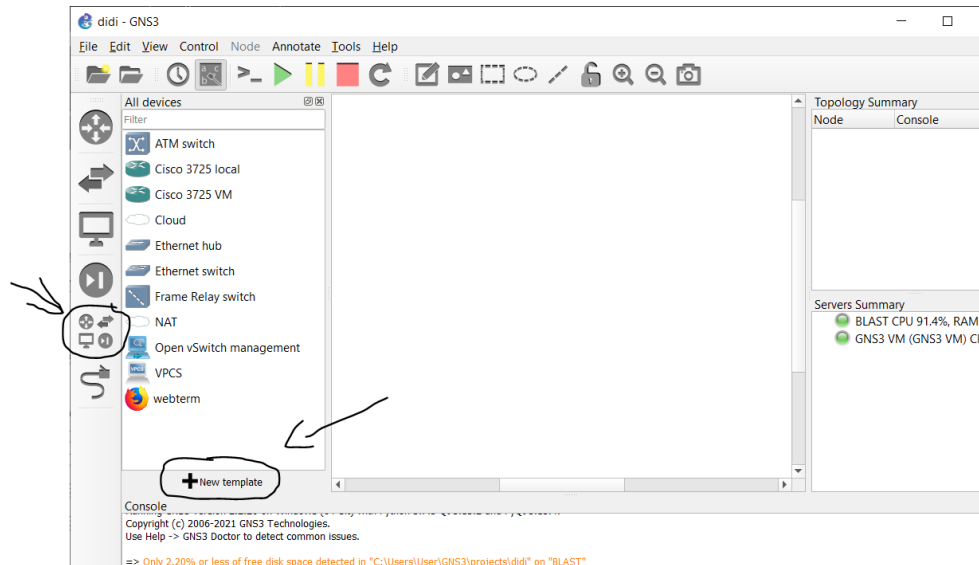 didi - GNS3
File Edit View Control Node Annotate Tools Help
All devices
Filter
ATM switch
Cisco 3725 local
Cisco 3725 VM
Cloud
Ethernet hub
Ethernet switch
Frame Relay switch
NAT
Open vSwitch management
VPCS
webterm
New template
Topology Summary
Node Console
Servers Summary
BLAST CPU 91.4%, RAM
GNS3 VM (GNS3 VM)
Console
Copyright (c) 2006-2021 GNS3 Technologies.
Use Help -> GNS3 Doctor to detect common issues.
=> Only 2.20% or less of free disk space detected in "C:\Users\User\GNS3\projects\didi" on "BLAST"